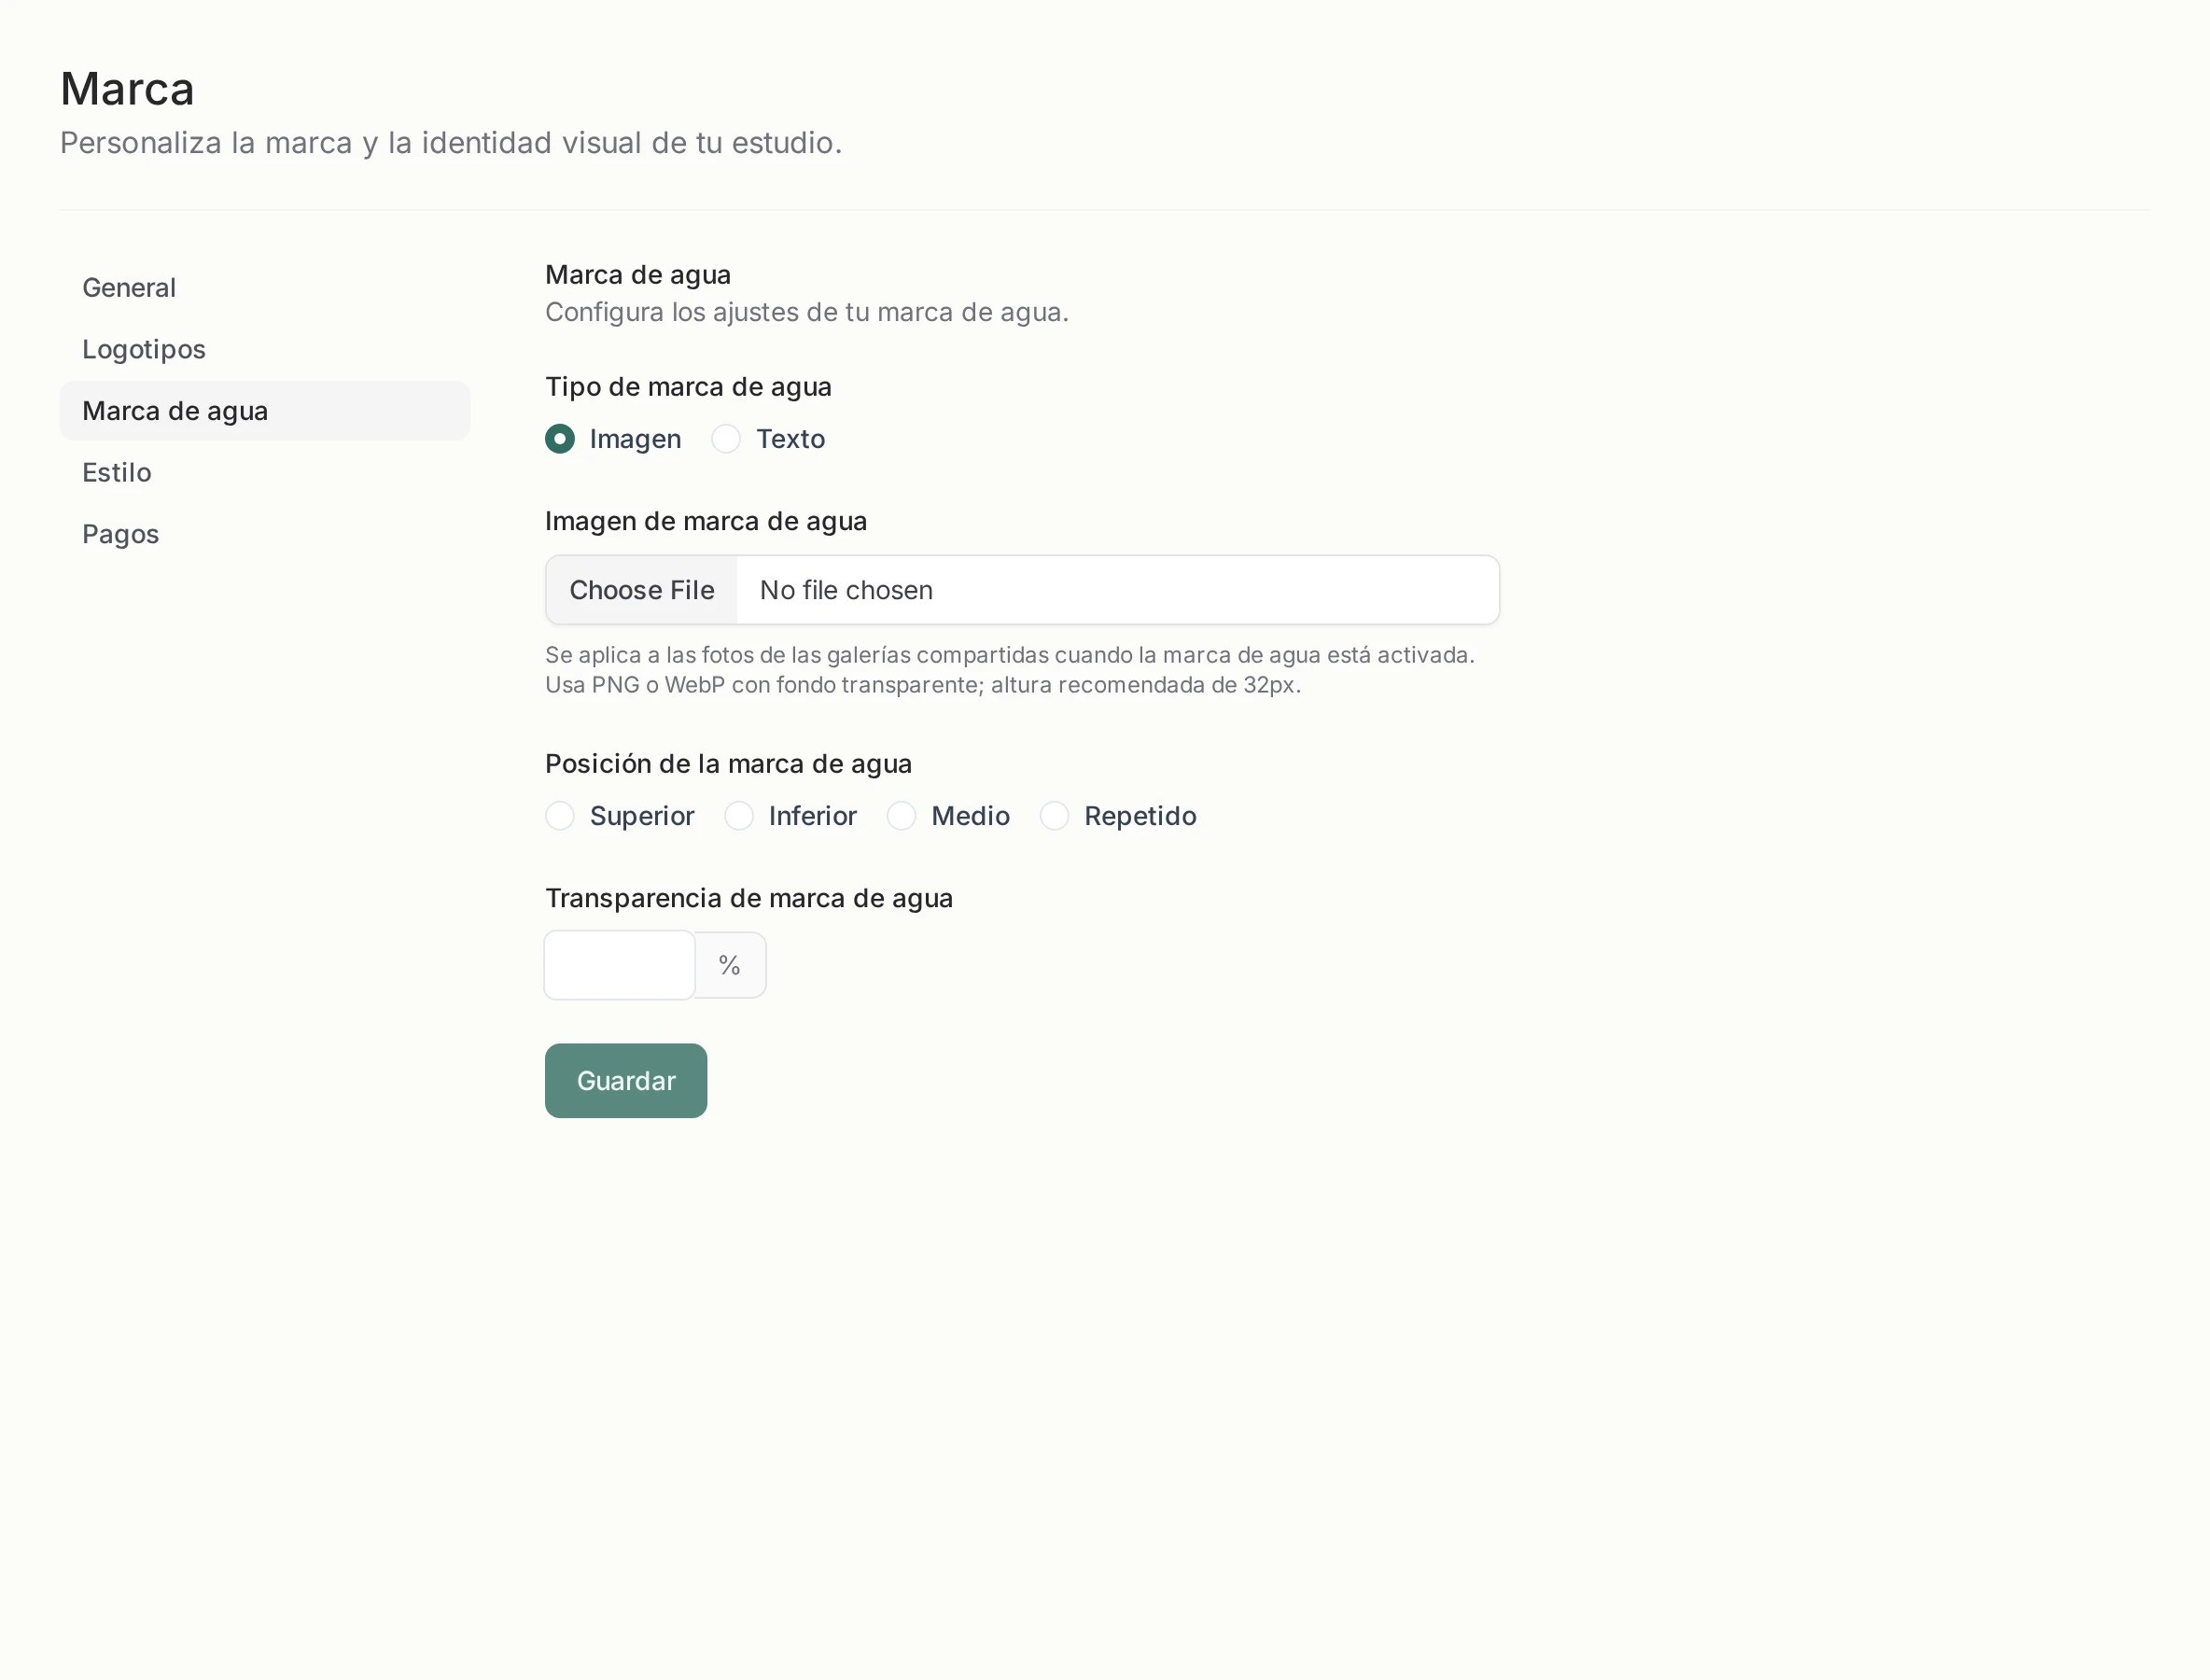 Marca
Personaliza la marca y la identidad visual de tu estudio.
General
Logotipos
Marca de agua
Estilo
Pagos
Marca de agua
Configura los ajustes de tu marca de agua.
Tipo de marca de agua
Imagen Texto
Imagen de marca de agua
Choose File No file chosen
Se aplica a las fotos de las galerías compartidas cuando la marca de agua está activada.
Usa PNG o WebP con fondo transparente; altura recomendada de 32px.
Posición de la marca de agua
Superior Inferior Medio Repetido
Transparencia de marca de agua
%
Guardar